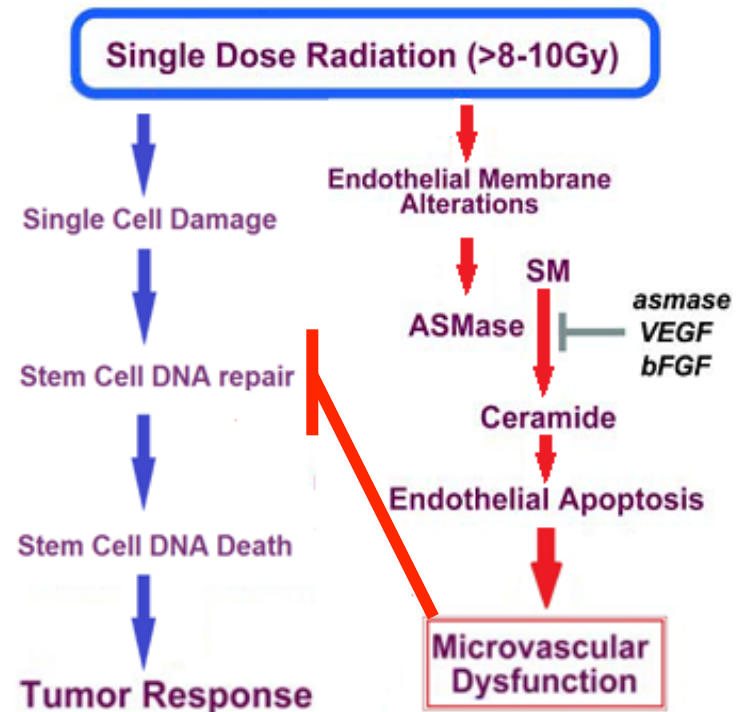 Single Dose Radiation (>8-10Gy)
Single Cell Damage
Stem Cell DNA repair
Stem Cell DNA Death
Tumor Response
Endothelial Membrane
Alterations
SM
ASMase
asmase
VEGF
bFGF
Ceramide
Endothelial Apoptosis
Microvascular
Dysfunction